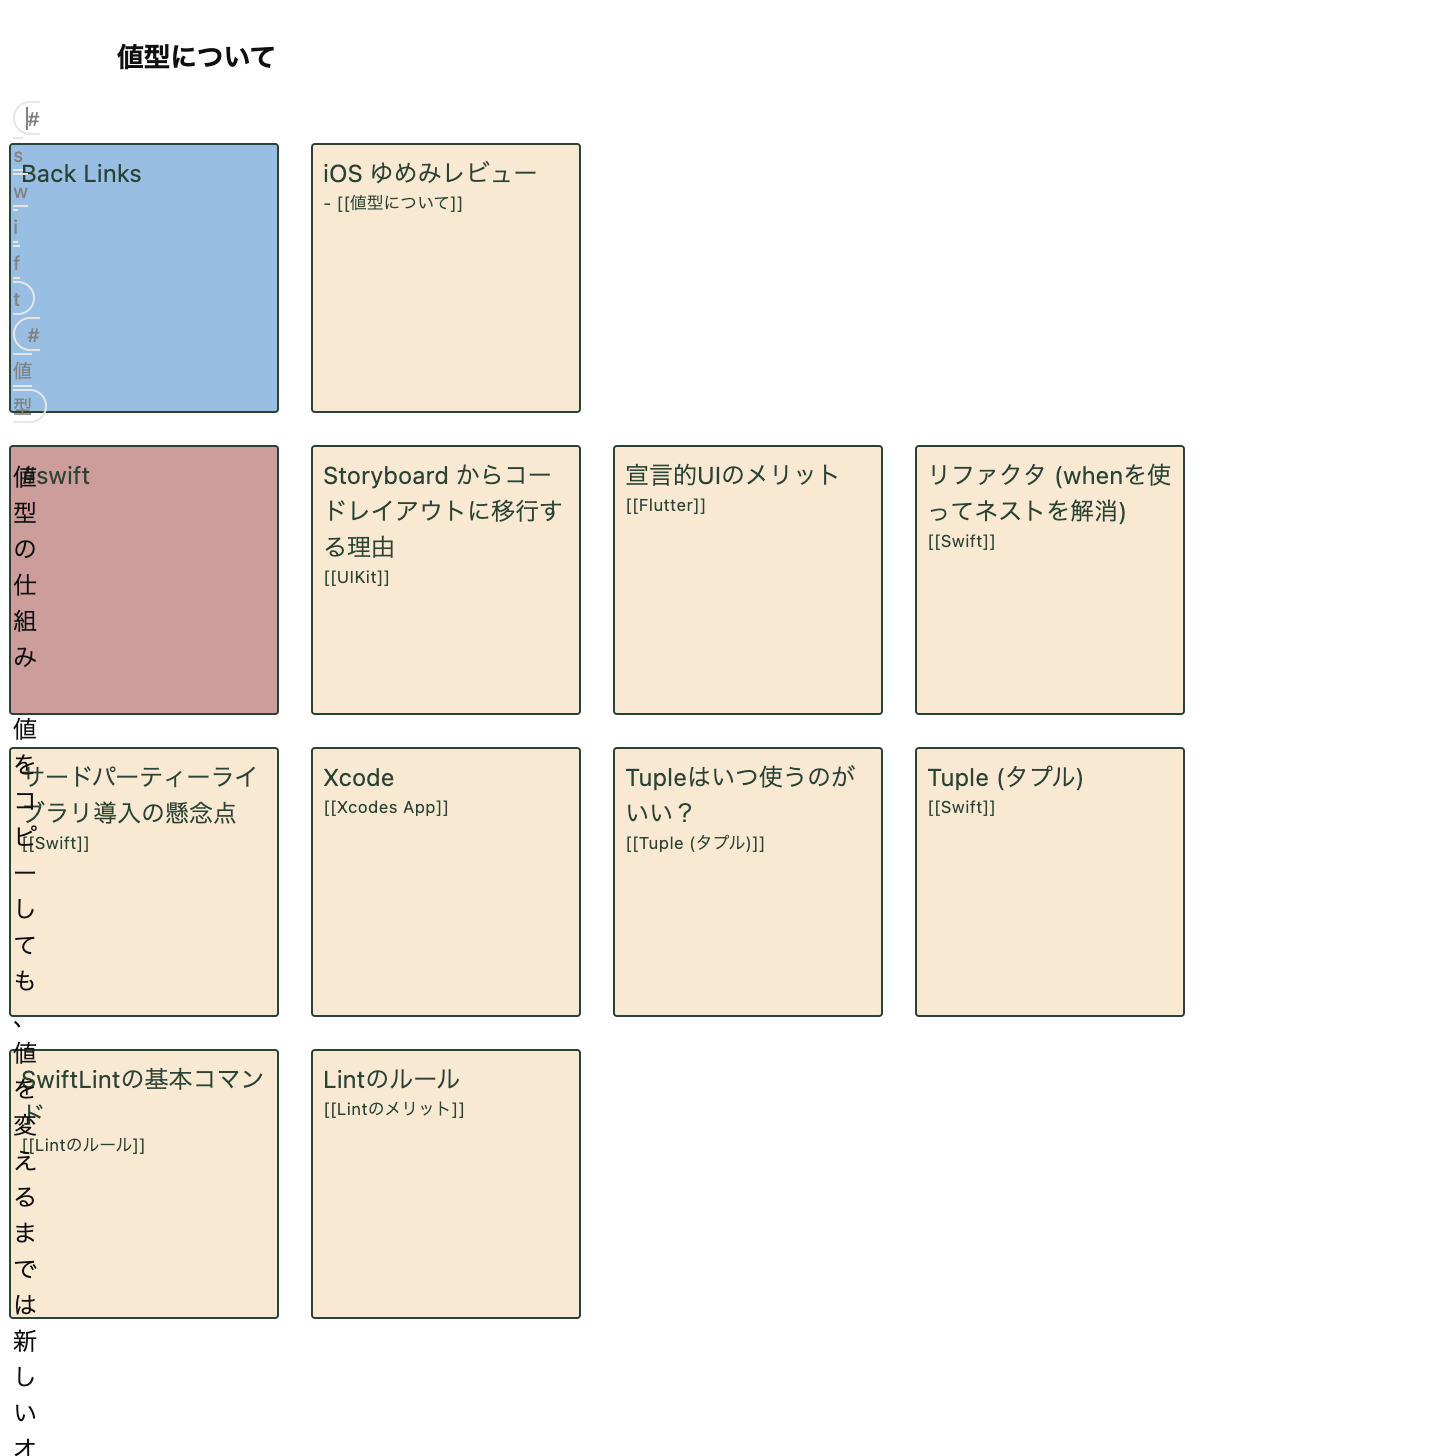 値型について
#
s
w
i
f
t
#
値
型
値
型
の
仕
組
み
値
を
コ
ピ
ー
し
て
も
、
値
を
変
え
る
ま
で
は
新
し
い
オ
Back Links
iOS ゆめみレビュー
- [[値型について]]
#swift
Storyboard からコー
ドレイアウトに移行す
る理由
[[UIKit]]
宣言的UIのメリット
[[Flutter]]
リファクタ (whenを使
ってネストを解消)
[[Swift]]
サードパーティーライ
ブラリ導入の懸念点
[[Swift]]
Xcode
[[Xcodes App]]
Tupleはいつ使うのが
いい？
[[Tuple (タプル)]]
Tuple (タプル)
[[Swift]]
SwiftLintの基本コマン
ド
[[Lintのルール]]
Lintのルール
[[Lintのメリット]]